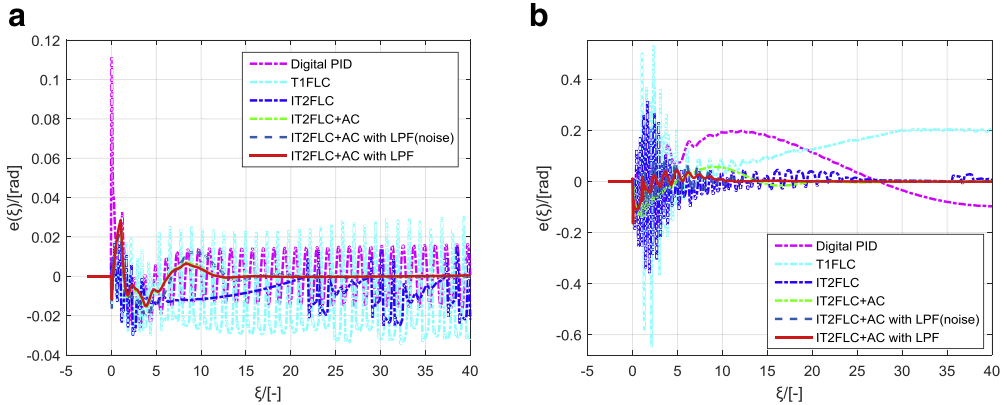 a
0.12
0.1
0.08
0.06
0.04
0.02
0
-0.02
-0.04
e(ξ)/[rad]
Digital PID
T1FLC
IT2FLC
IT2FLC+AC
IT2FLC+AC with LPF(noise)
IT2FLC+AC with LPF
-5 0 5 10 15 20 25 30 35 40
ξ/[-]
b
0.4
0.2
0
-0.2
-0.4
-0.6
e(ξ)/[rad]
Digital PID
T1FLC
IT2FLC
IT2FLC+AC
IT2FLC+AC with LPF(noise)
IT2FLC+AC with LPF
-5 0 5 10 15 20 25 30 35 40
ξ/[-]